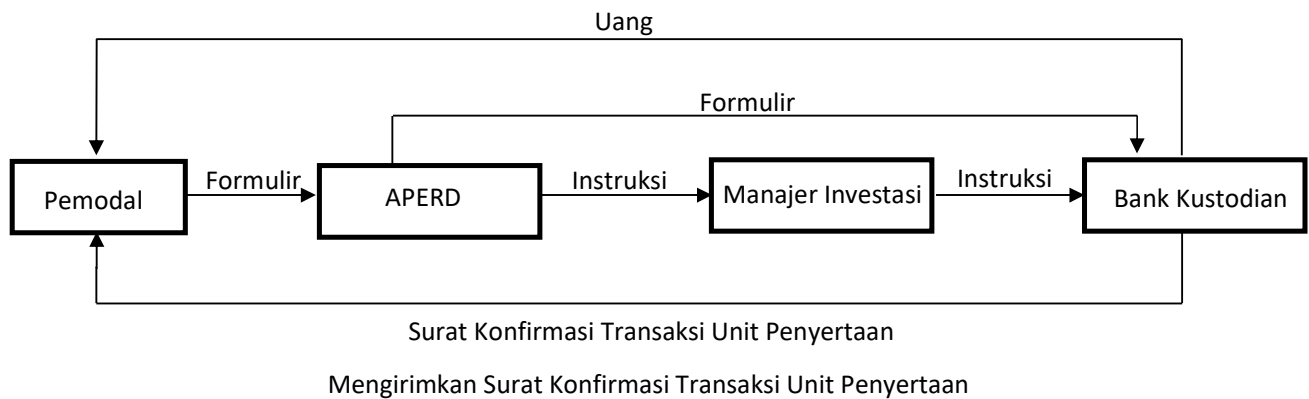 Uang
Formulir
Pemodal
Formulir
APERD
Instruksi
Manajer Investasi
Instruksi
Bank Kustodian
Surat Konfirmasi Transaksi Unit Penyertaan
Mengirimkan Surat Konfirmasi Transaksi Unit Penyertaan